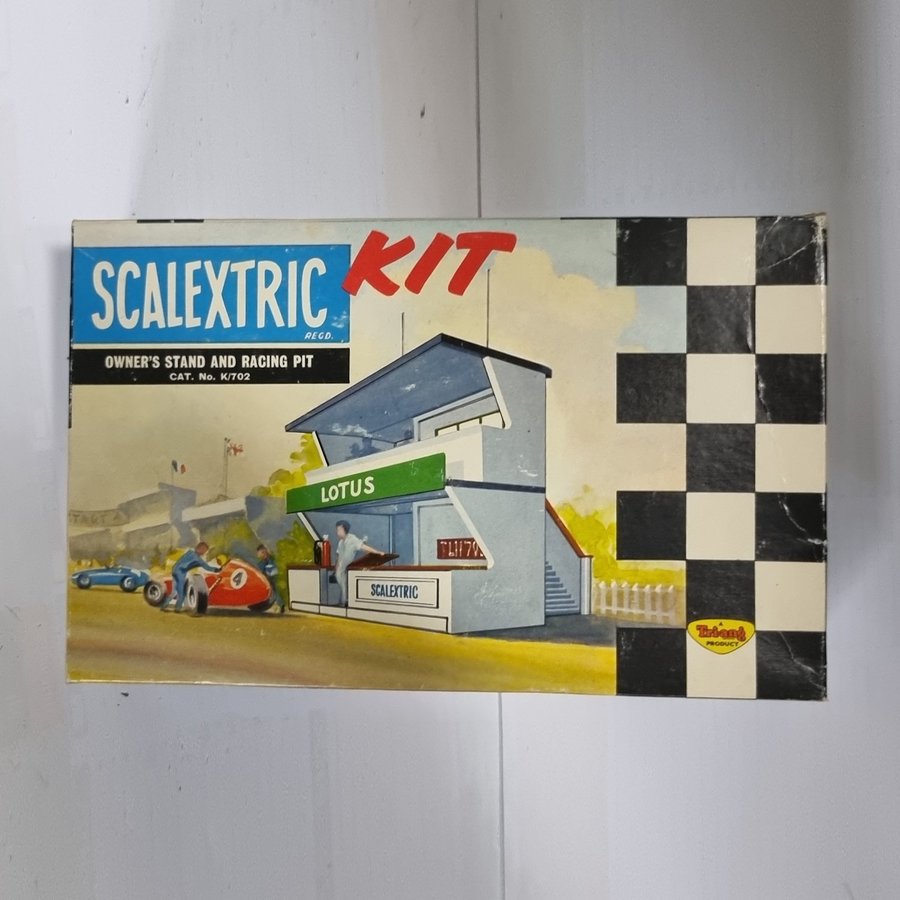 SCALEXTRIC
REGD.
KIT
OWNER'S STAND AND RACING PIT
CAT. No. K/702
LOTUS
4
SCALEXTRIC
A
Tri-ang
PRODUCT